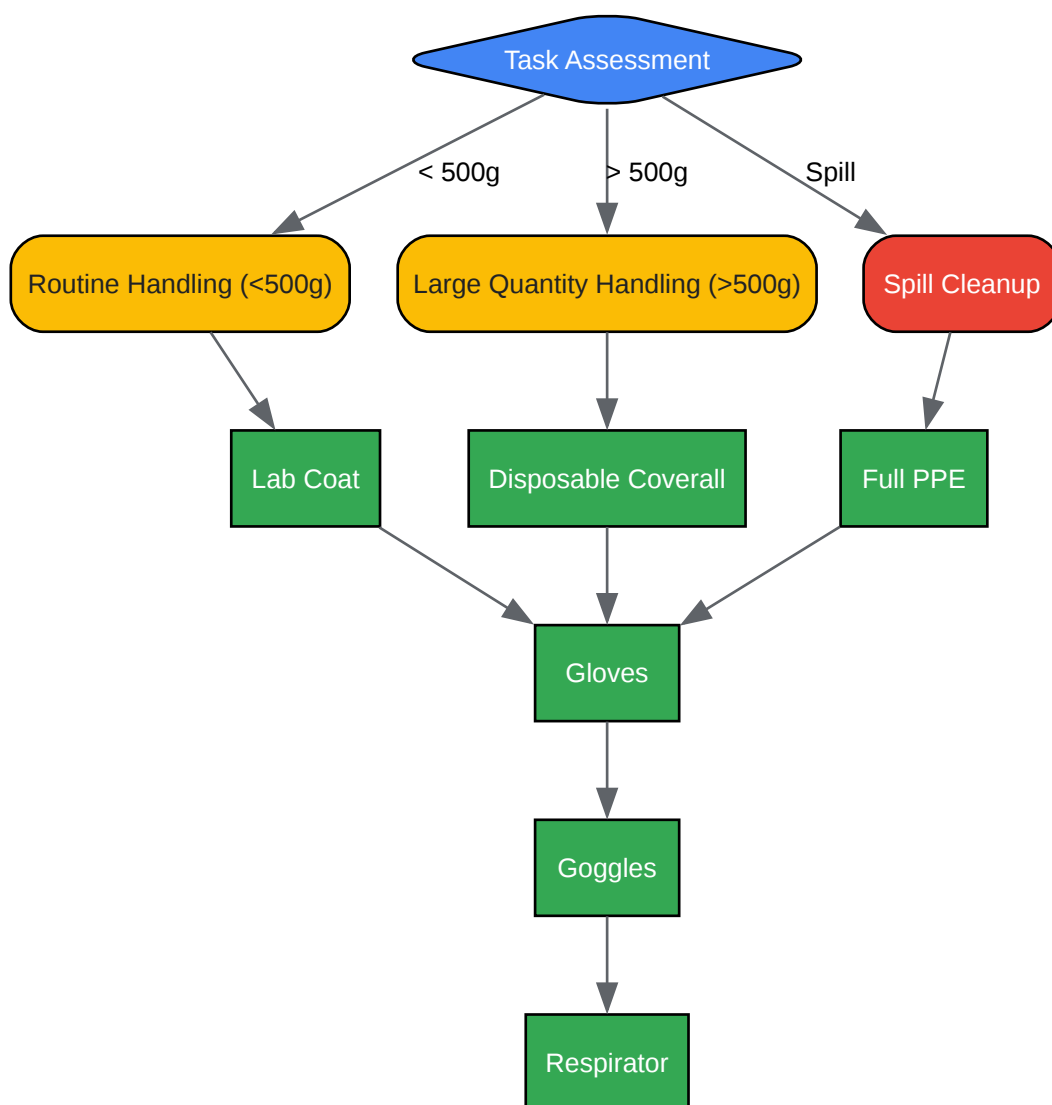 Task Assessment
< 500g
> 500g
Spill
Routine Handling (<500g)
Large Quantity Handling (>500g)
Spill Cleanup
Lab Coat
Disposable Coverall
Full PPE
Gloves
Goggles
Respirator